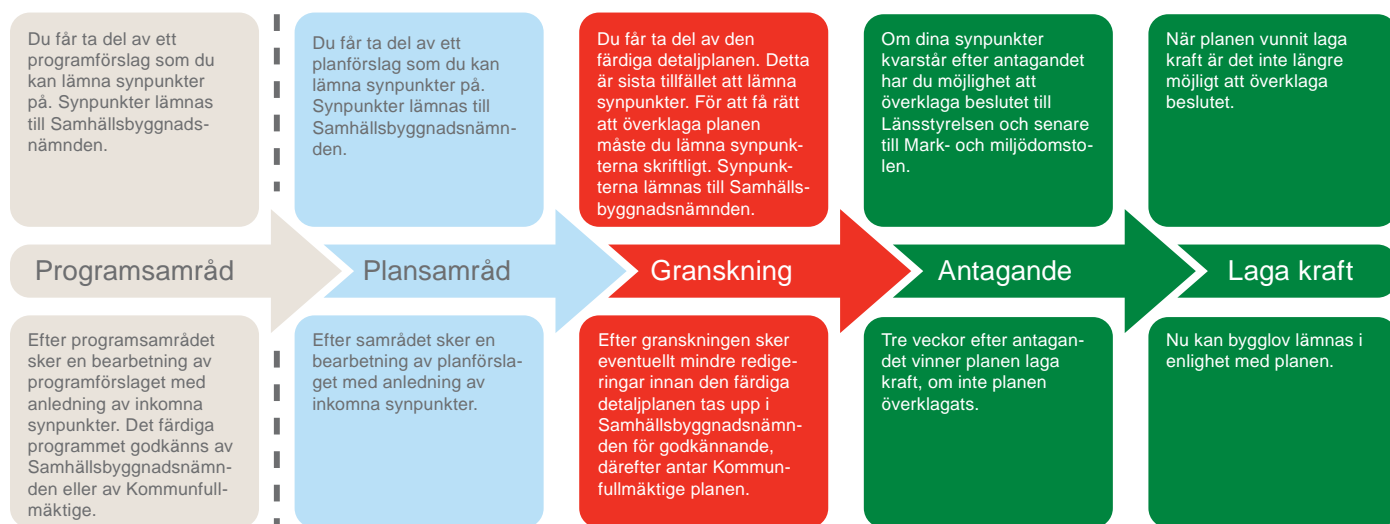 Du får ta del av ett
programförslag som du
kan lämna synpunkter
på. Synpunkter lämnas
till Samhällsbyggnads-
nämnden.
Du får ta del av ett
planförslag som du kan
lämna synpunkter på.
Synpunkter lämnas till
Samhällsbyggnadsnämn-
den.
Du får ta del av den
färdiga detaljplanen. Detta
är sista tillfället att lämna
synpunkter. För att få rätt
att överklaga planen
måste du lämna synpunk-
terna skriftligt. Synpunk-
terna lämnas till Samhälls-
byggnadsnämnden.
Om dina synpunkter
kvarstår efter antagandet
har du möjlighet att
överklaga beslutet till
Länsstyrelsen och senare
till Mark- och miljödomsto-
len.
När planen vunnit laga
kraft är det inte längre
möjligt att överklaga
beslutet.
Programsamråd
Plansamråd
Granskning
Antagande
Laga kraft
Efter programsamrådet
sker en bearbetning av
programförslaget med
anledning av inkomna
synpunkter. Det färdiga
programmet godkänns av
Samhällsbyggnadsnämn-
den eller av Kommunfull-
mäktige.
Efter samrådet sker en
bearbetning av planförsla-
get med anledning av
inkomna synpunkter.
Efter granskningen sker
eventuellt mindre redige-
ringar innan den färdiga
detaljplanen tas upp i
Samhällsbyggnadsnämn-
den för godkännande,
därefter antar Kommun-
fullmäktige planen.
Tre veckor efter antagan-
det vinner planen laga
kraft, om inte planen
överklagats.
Nu kan bygglov lämnas i
enlighet med planen.